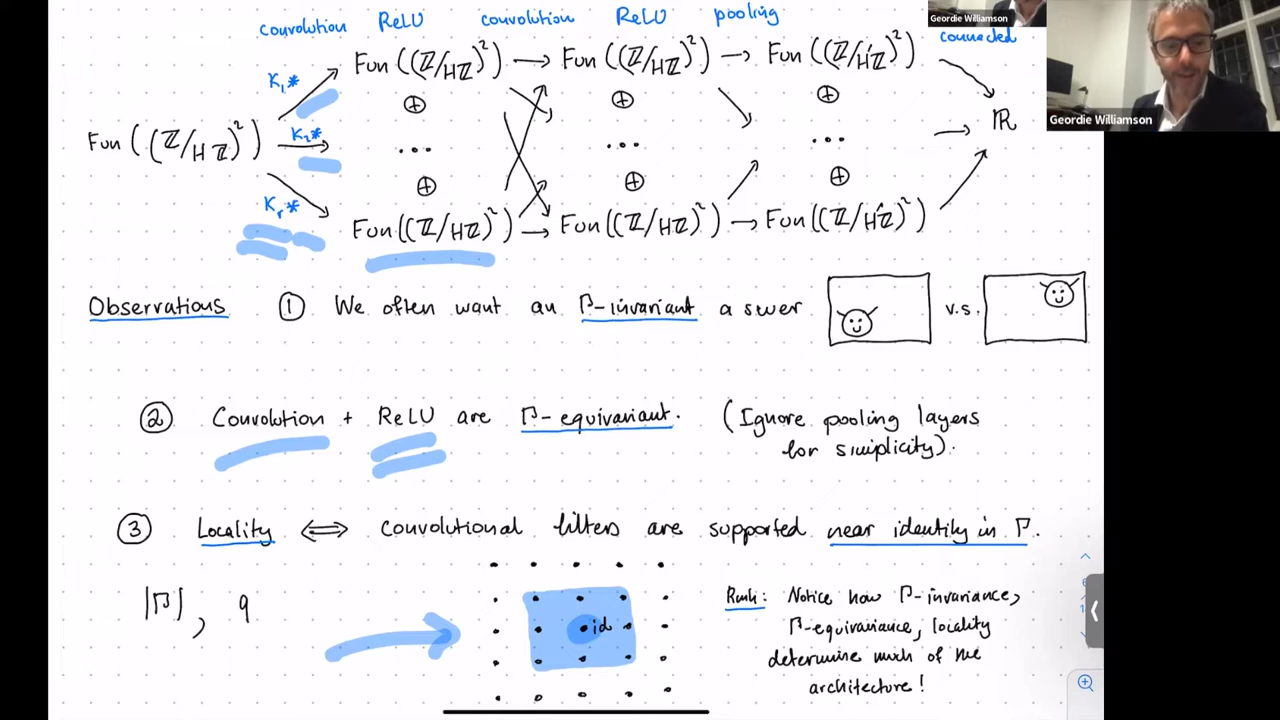 convolution ReLU convolution ReLU pooling connected
Geordie Williamson
Geordie Williamson
Fun((ℤ/Hℤ)²) → Fun((ℤ/Hℤ)²) → Fun((ℤ/H'ℤ)²)
K₁*
⊕ ⊕ ⊕
Fun((ℤ/Hℤ)²) K₂* ... ... ... ℝ
⊕ ⊕ ⊕
Kᵣ*
Fun((ℤ/Hℤ)²) → Fun((ℤ/Hℤ)²) → Fun((ℤ/H'ℤ)²)
Observations ① We often want an Γ-invariant answer v.s.
② Convolution + ReLU are Γ-equivariant. (Ignore pooling layers
for simplicity).
③ Locality ⟺ convolutional filters are supported near identity in Γ.
|Γ|, 9
id
Rmk: Notice how Γ-invariance,
Γ-equivariance, locality
determine much of the
architecture!